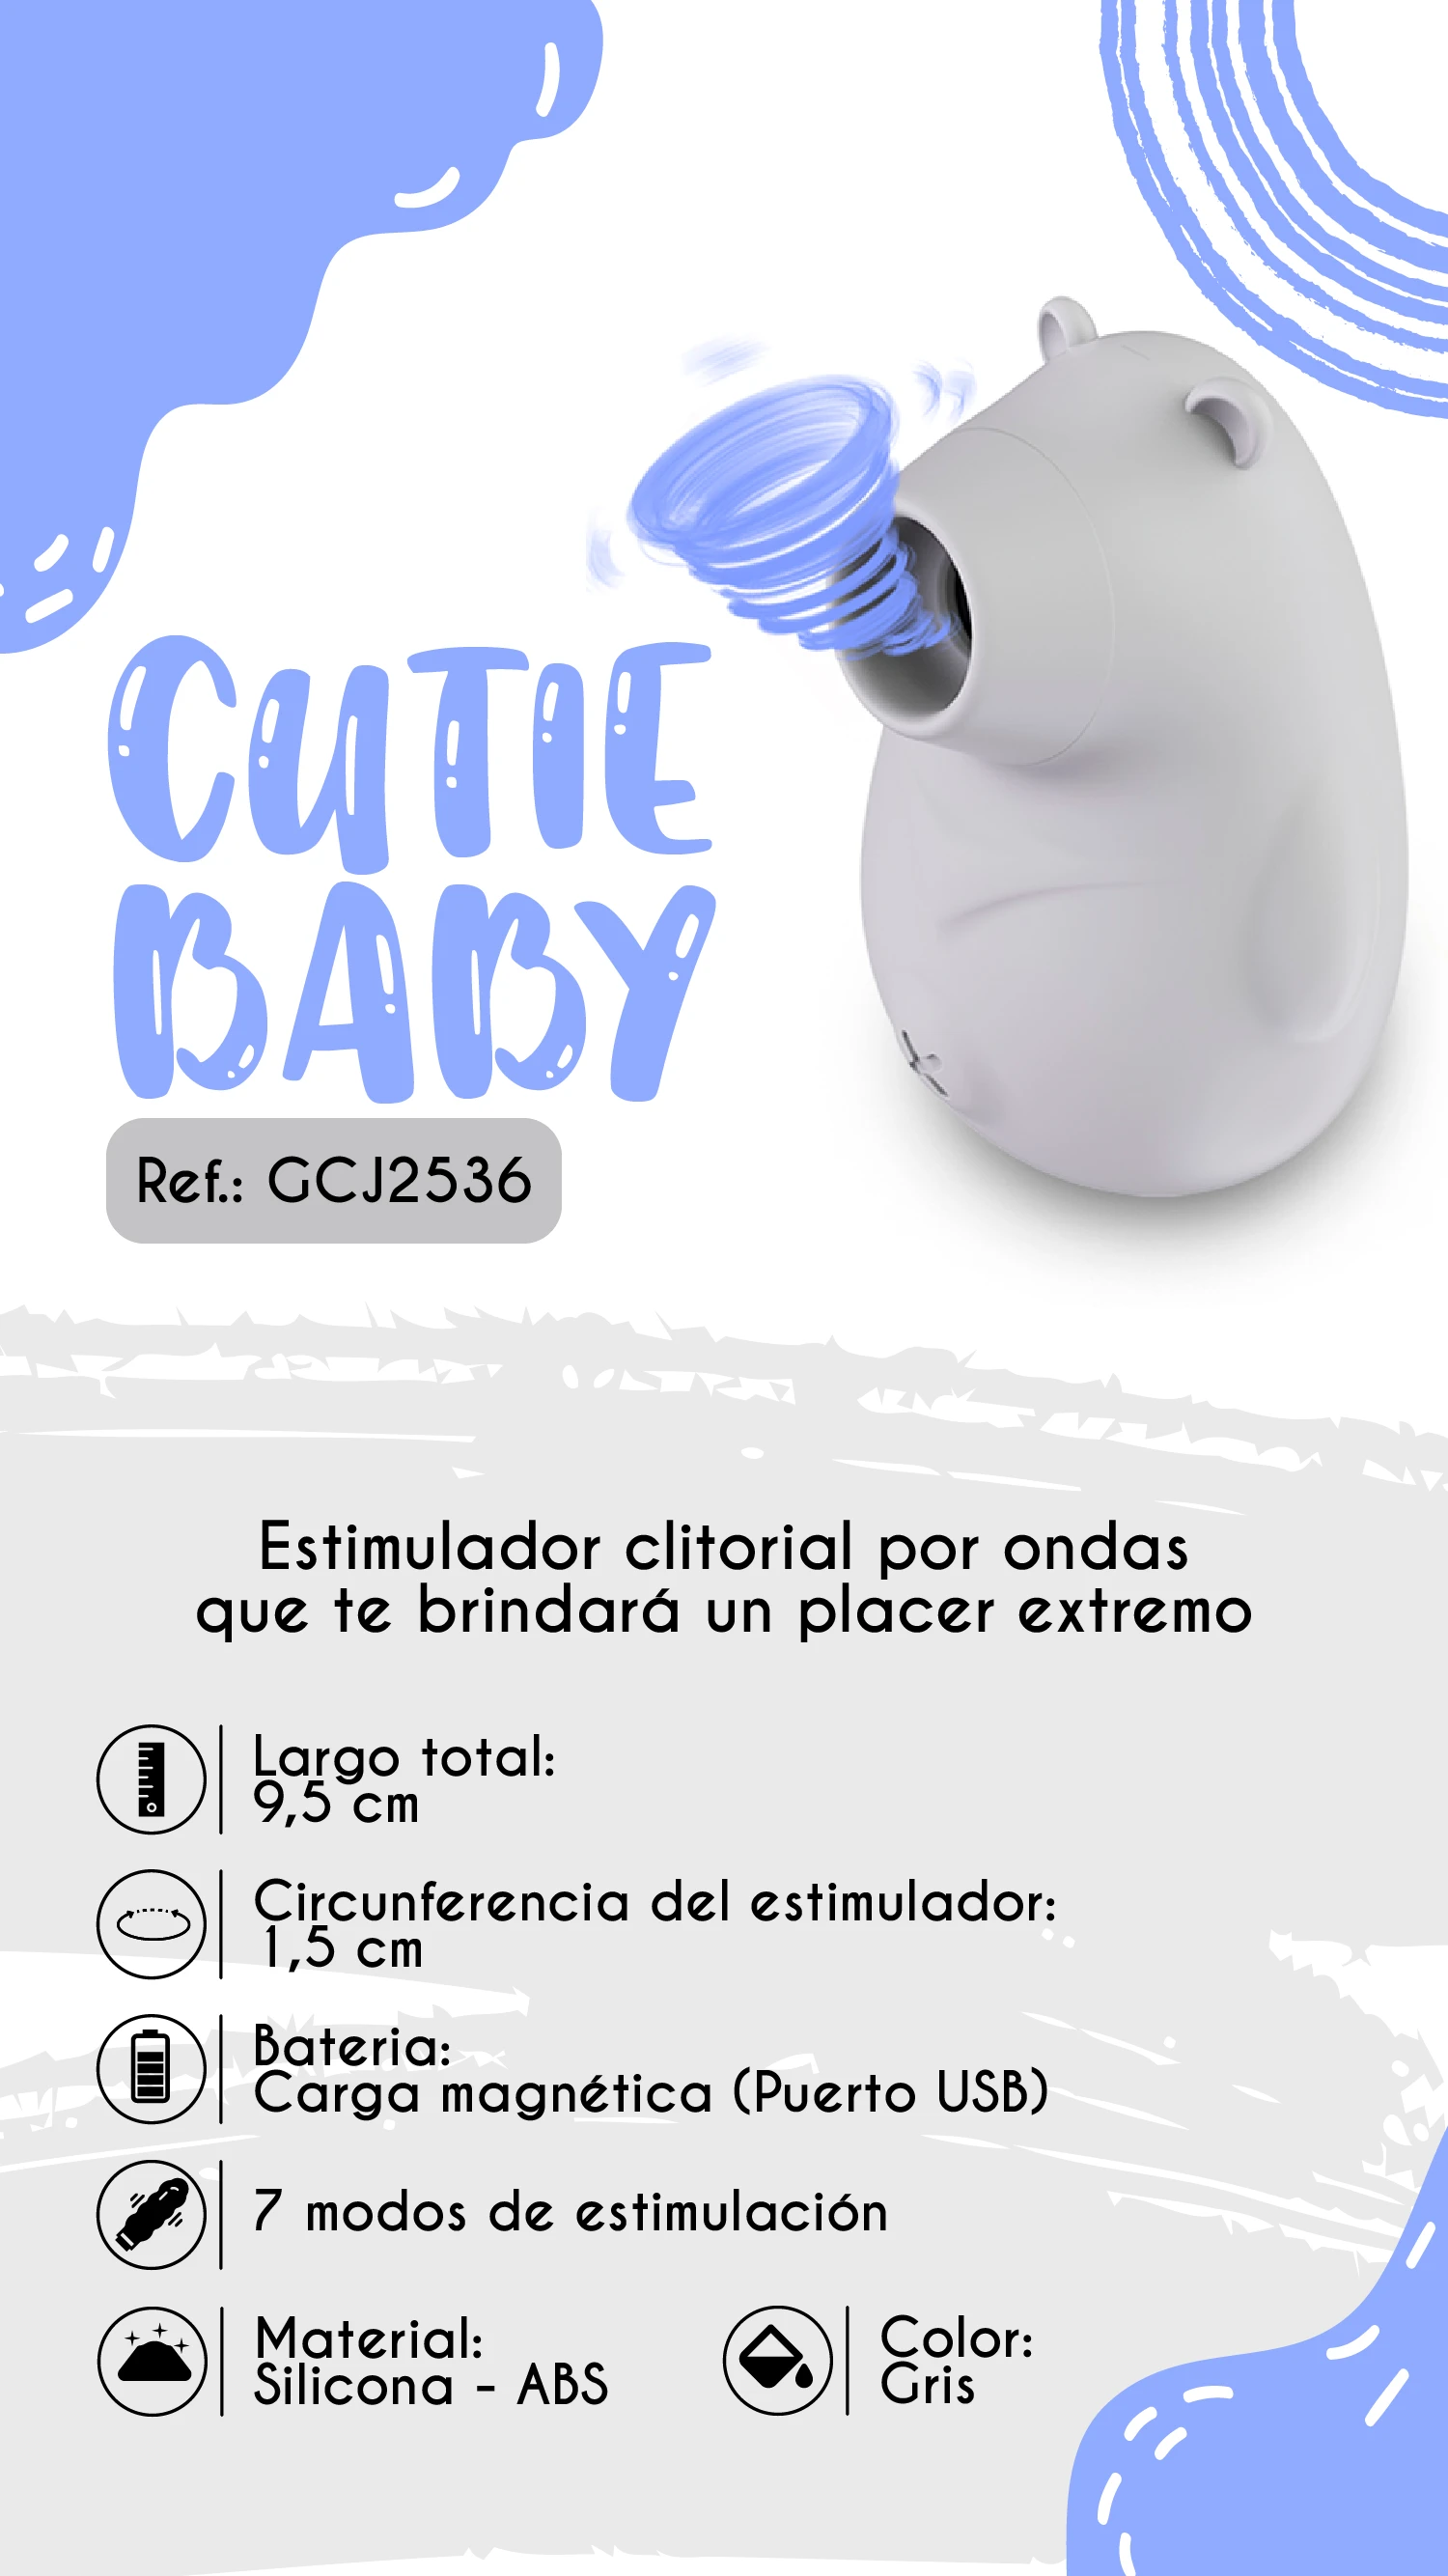 CUTIE
BABY
Ref.: GCJ2536
Estimulador clitorial por ondas
que te brindará un placer extremo
Largo total:
9,5 cm
Circunferencia del estimulador:
1,5 cm
Bateria:
Carga magnética (Puerto USB)
7 modos de estimulación
Material:
Silicona - ABS
Color:
Gris